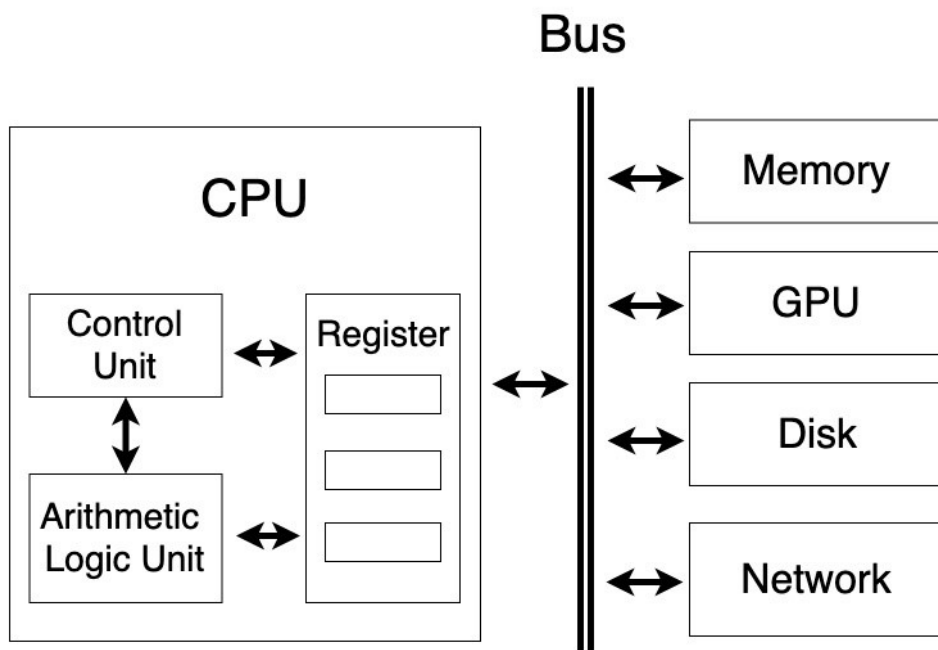 Bus
CPU
Control
Unit
Register
Arithmetic
Logic Unit
Memory
GPU
Disk
Network